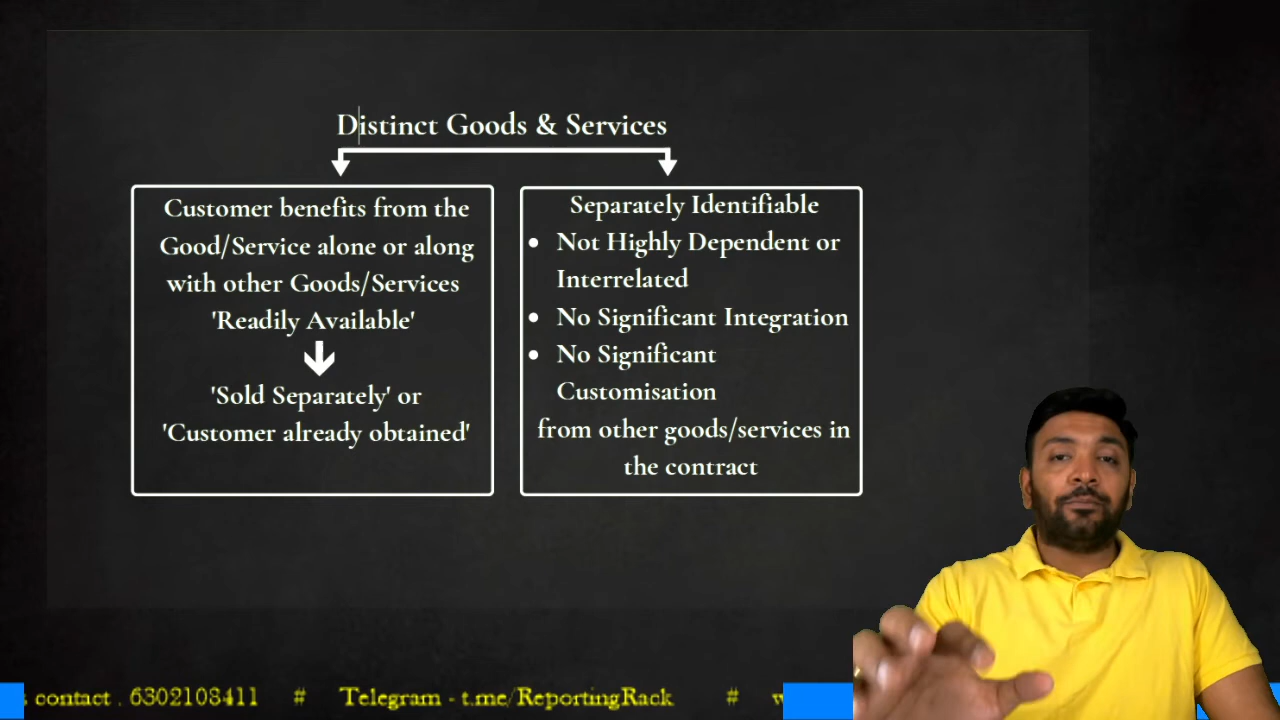 Distinct Goods & Services
Customer benefits from the
Good/Service alone or along
with other Goods/Services
'Readily Available'
'Sold Separately' or
'Customer already obtained'
Separately Identifiable
• Not Highly Dependent or
Interrelated
• No Significant Integration
• No Significant
Customisation
from other goods/services in
the contract
contact . 6302108411 # Telegram - t.me/ReportingRack #